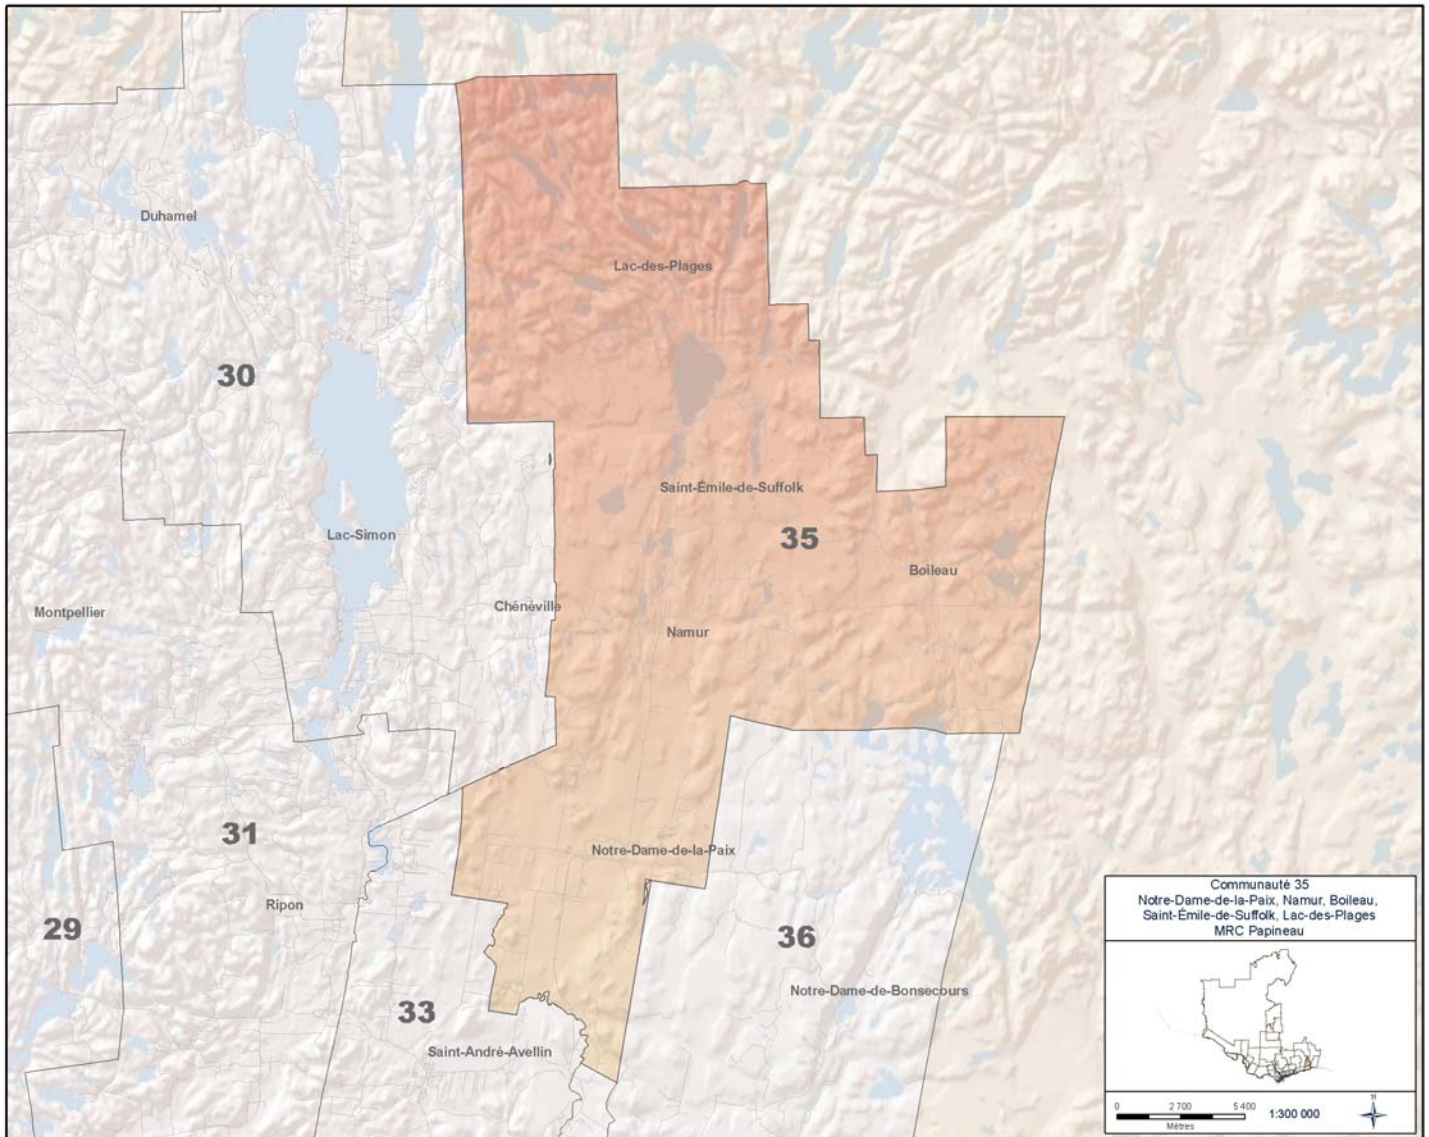 Duhamel
Lac-des-Plages
30
Saint-Émile-de-Suffolk
Lac-Simon
35
Boileau
Chénéville
Montpellier
Namur
31
Notre-Dame-de-la-Paix
Ripon
29
36
Notre-Dame-de-Bonsecours
33
Saint-André-Avellin
Communauté 35
Notre-Dame-de-la-Paix, Namur, Boileau,
Saint-Émile-de-Suffolk, Lac-des-Plages
MRC Papineau
0 2 700 5 400
Mètres
1:300 000
N